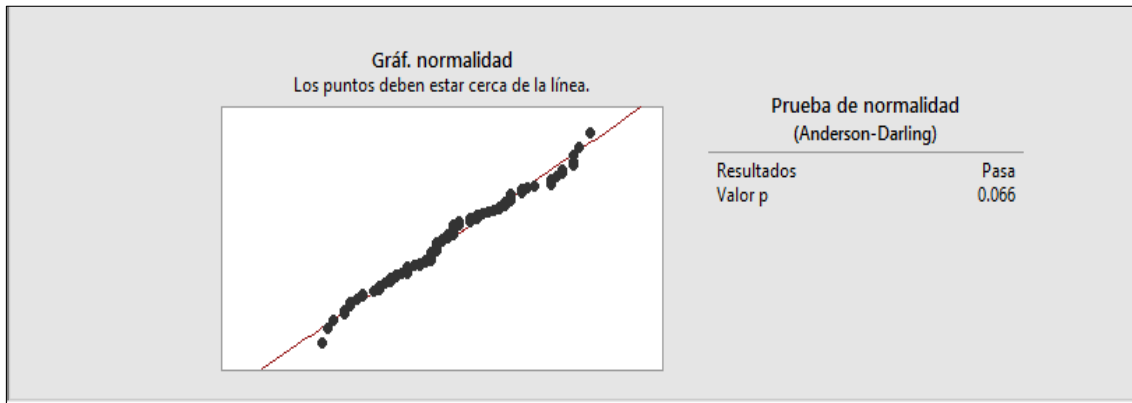 Gráf. normalidad
Los puntos deben estar cerca de la línea.
Prueba de normalidad
(Anderson-Darling)
Resultados Pasa
Valor p 0.066